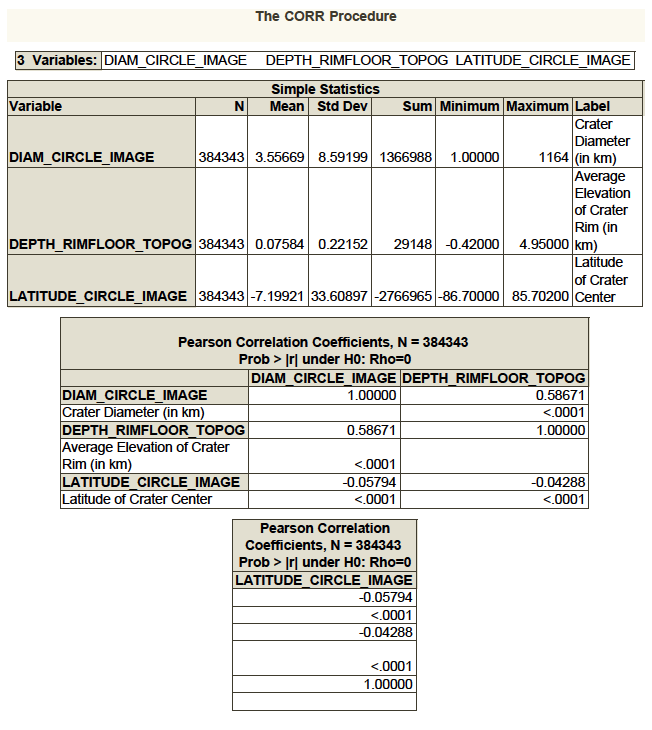 The CORR Procedure
3 Variables: DIAM_CIRCLE_IMAGE DEPTH_RIMFLOOR_TOPOG LATITUDE_CIRCLE_IMAGE
Simple Statistics
Variable N Mean Std Dev Sum Minimum Maximum Label
DIAM_CIRCLE_IMAGE 384343 3.55669 8.59199 1366988 1.00000 1164 Crater
Diameter
(in km)
DEPTH_RIMFLOOR_TOPOG 384343 0.07584 0.22152 29148 -0.42000 4.95000 Average
Elevation
of Crater
Rim (in
km)
LATITUDE_CIRCLE_IMAGE 384343 -7.19921 33.60897 -2766965 -86.70000 85.70200 Latitude
of Crater
Center
Pearson Correlation Coefficients, N = 384343
Prob > |r| under H0: Rho=0
DIAM_CIRCLE_IMAGE DEPTH_RIMFLOOR_TOPOG
DIAM_CIRCLE_IMAGE 1.00000 0.58671
Crater Diameter (in km) <.0001
DEPTH_RIMFLOOR_TOPOG 0.58671 1.00000
Average Elevation of Crater
Rim (in km) <.0001
LATITUDE_CIRCLE_IMAGE -0.05794 -0.04288
Latitude of Crater Center <.0001 <.0001
Pearson Correlation
Coefficients, N = 384343
Prob > |r| under H0: Rho=0
LATITUDE_CIRCLE_IMAGE
-0.05794
<.0001
-0.04288
<.0001
1.00000